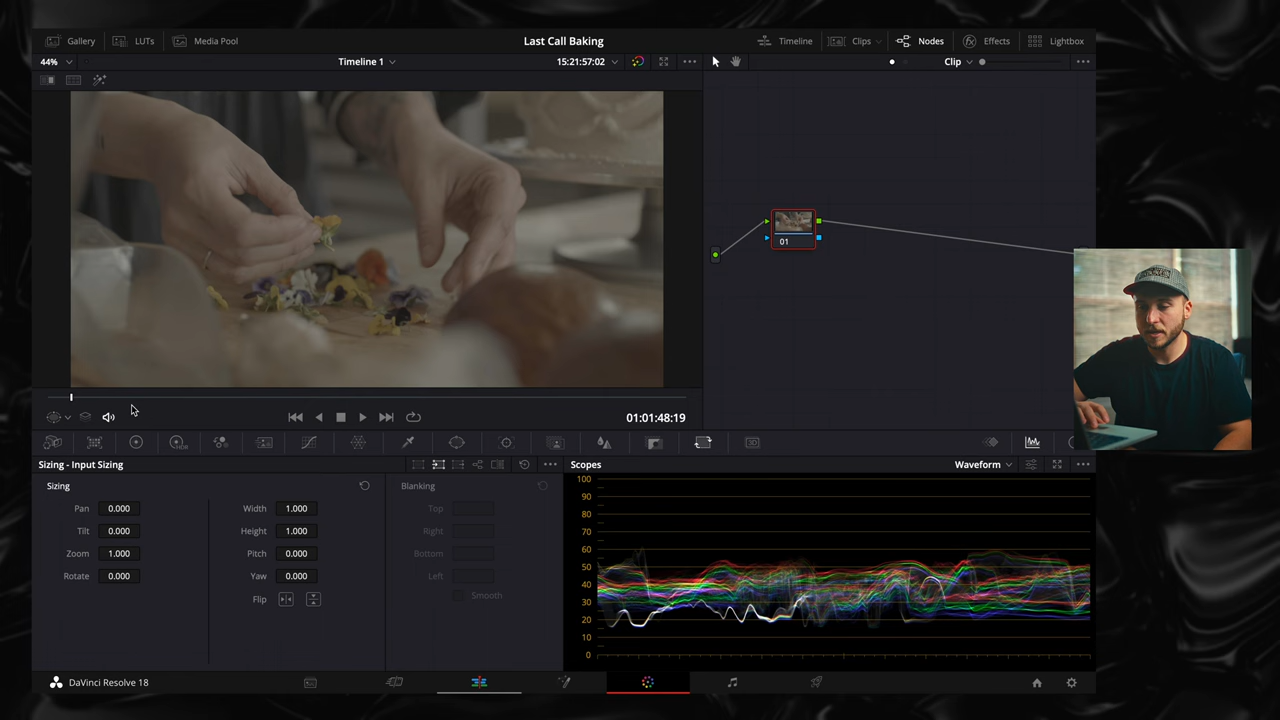 Gallery LUTs Media Pool Last Call Baking Timeline Clips Nodes Effects Lightbox
44% Timeline 1 15:21:57:02 Clip
01
01:01:48:19
HDR
3D
Sizing - Input Sizing Scopes Waveform
Sizing Blanking
Pan 0.000 Width 1.000 Top
Tilt 0.000 Height 1.000 Right
Zoom 1.000 Pitch 0.000 Bottom
Rotate 0.000 Yaw 0.000 Left
Flip Smooth
100
90
80
70
60
50
40
30
20
10
0
DaVinci Resolve 18